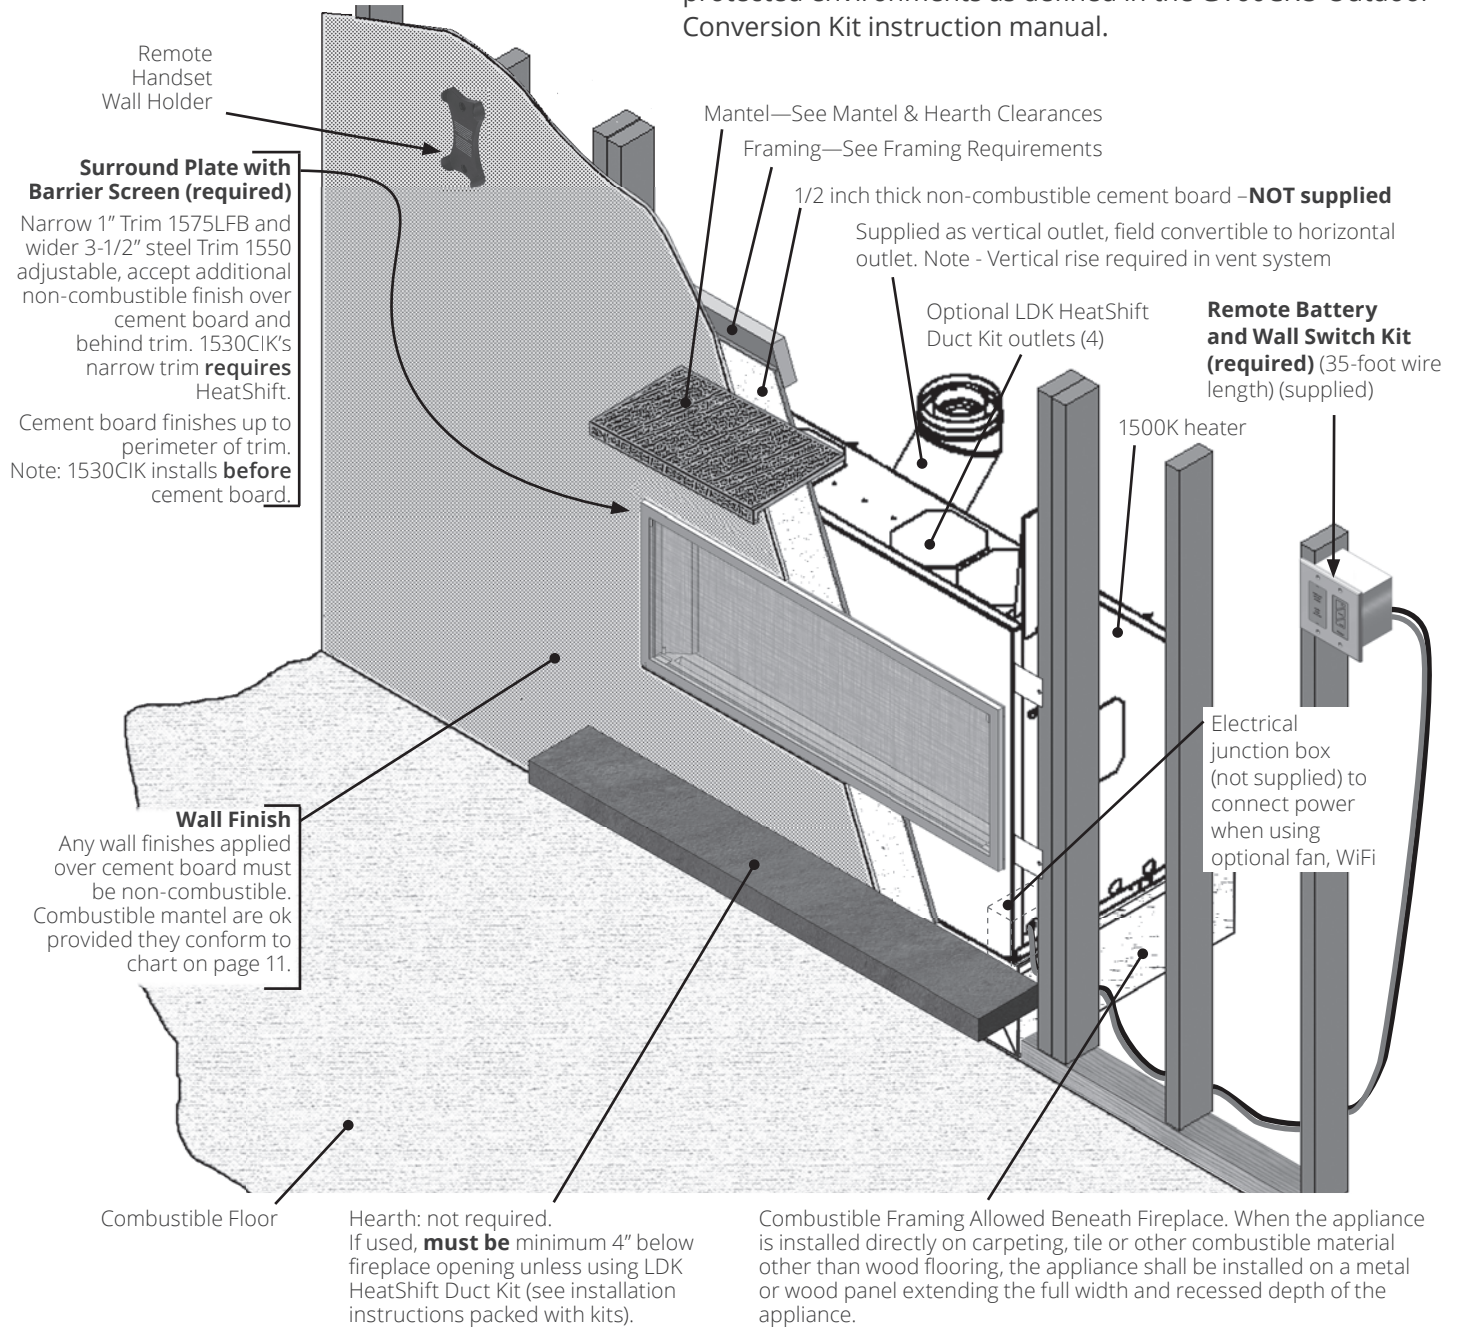 Conversion Kit instruction manual.
Remote
Handset
Wall Holder
Mantel—See Mantel & Hearth Clearances
Framing—See Framing Requirements
1/2 inch thick non-combustible cement board –NOT supplied
Supplied as vertical outlet, field convertible to horizontal
outlet. Note - Vertical rise required in vent system
Optional LDK HeatShift
Duct Kit outlets (4)
Remote Battery
and Wall Switch Kit
(required) (35-foot wire
length) (supplied)
1500K heater
Surround Plate with
Barrier Screen (required)
Narrow 1” Trim 1575LFB and
wider 3-1/2” steel Trim 1550
adjustable, accept additional
non-combustible finish over
cement board and
behind trim. 1530CIK’s
narrow trim requires
HeatShift.
Cement board finishes up to
perimeter of trim.
Note: 1530CIK installs before
cement board.
Electrical
junction box
(not supplied) to
connect power
when using
optional fan, WiFi
Wall Finish
Any wall finishes applied
over cement board must
be non-combustible.
Combustible mantel are ok
provided they conform to
chart on page 11.
Combustible Floor
Hearth: not required.
If used, must be minimum 4” below
fireplace opening unless using LDK
HeatShift Duct Kit (see installation
instructions packed with kits).
Combustible Framing Allowed Beneath Fireplace. When the appliance
is installed directly on carpeting, tile or other combustible material
other than wood flooring, the appliance shall be installed on a metal
or wood panel extending the full width and recessed depth of the
appliance.